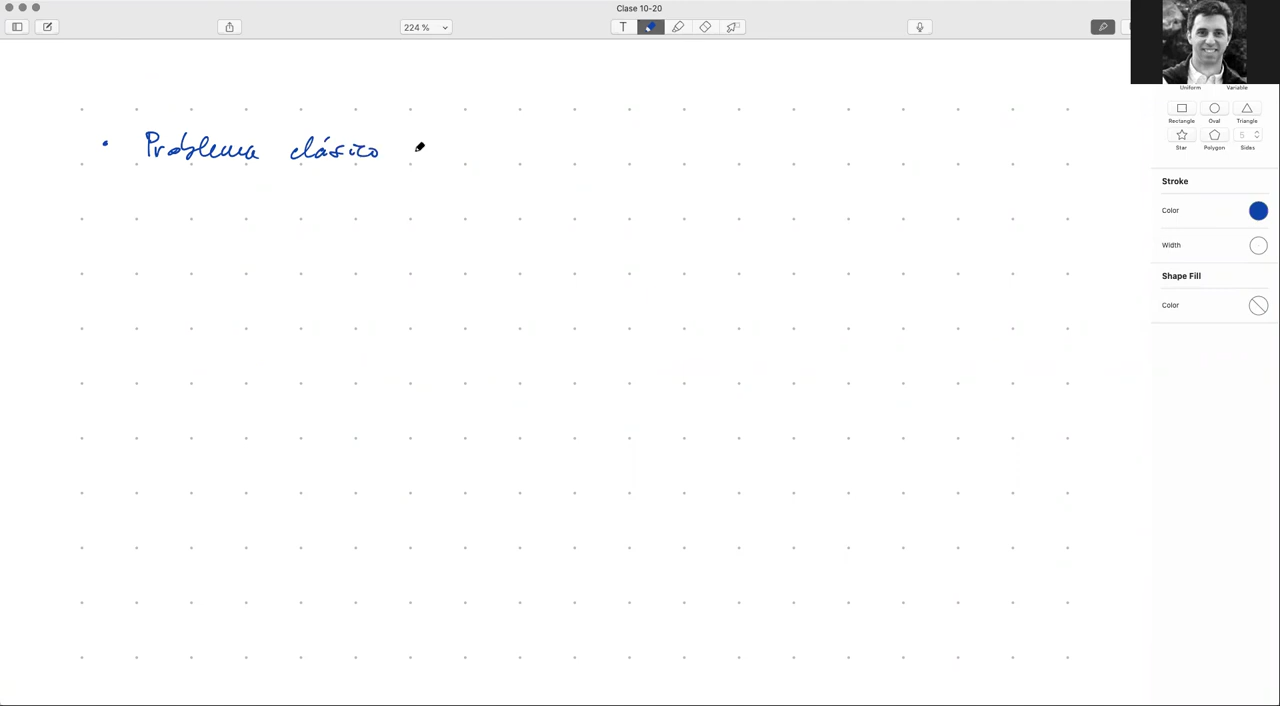 Clase 10-20
224 %
T
Uniform Variable
Rectangle Oval Triangle
5
Star Polygon Sides
Stroke
Color
Width
Shape Fill
Color
• Problema clásico